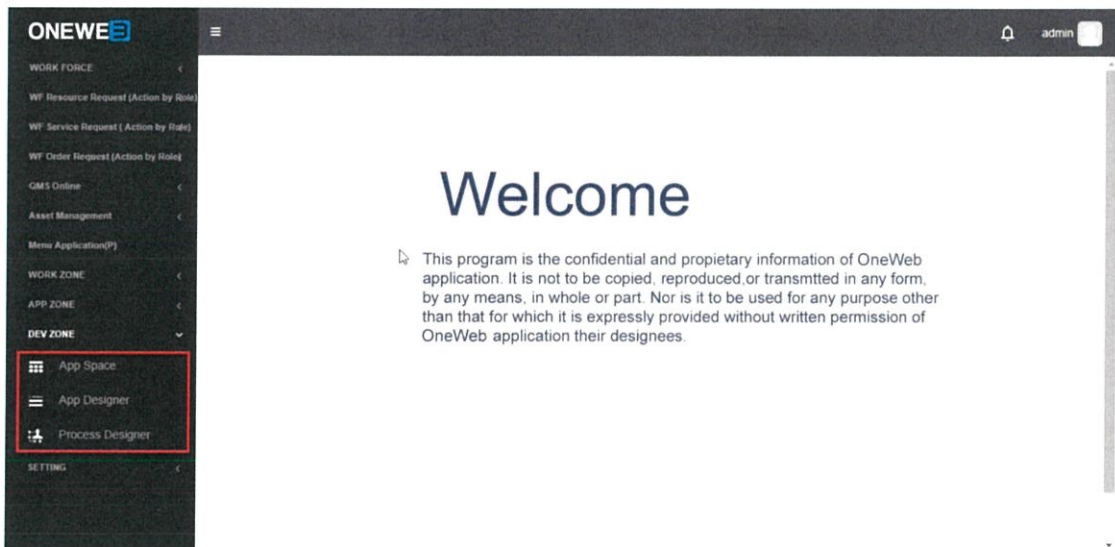 ONEWEB
admin
WORK FORCE
WF Resource Request (Action by Role)
WF Service Request ( Action by Role)
WF Order Request (Action by Role)
QMS Online
Asset Management
Menu Application(P)
WORK ZONE
APP ZONE
DEV ZONE
App Space
App Designer
Process Designer
SETTING
Welcome
This program is the confidential and propietary information of OneWeb
application. It is not to be copied, reproduced,or transmtted in any form,
by any means, in whole or part. Nor is it to be used for any purpose other
than that for which it is expressly provided without written permission of
OneWeb application their designees.